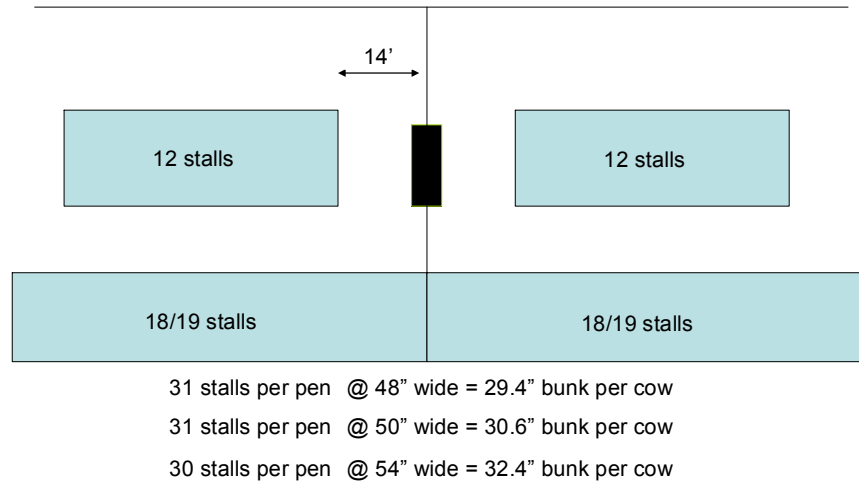 14’
12 stalls
12 stalls
18/19 stalls
18/19 stalls
31 stalls per pen @ 48” wide = 29.4” bunk per cow
31 stalls per pen @ 50” wide = 30.6” bunk per cow
30 stalls per pen @ 54” wide = 32.4” bunk per cow